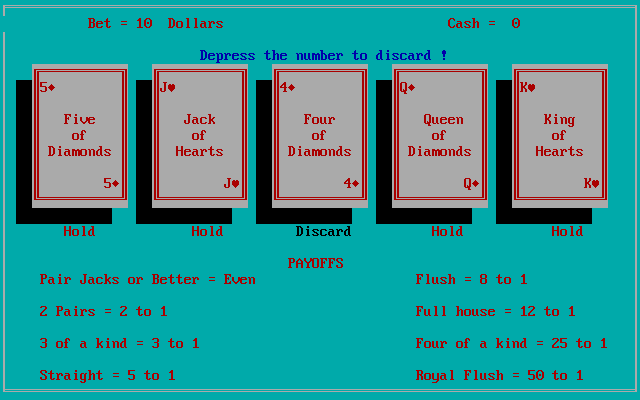 Bet = 10 Dollars Cash = 0
Depress the number to discard !
5♦ J♥ 4♦ Q♦ K♥
Five Jack Four Queen King
of of of of of
Diamonds Hearts Diamonds Diamonds Hearts
5♦ J♥ 4♦ Q♦ K♥
Hold Hold Discard Hold Hold
PAYOFFS
Pair Jacks or Better = Even Flush = 8 to 1
2 Pairs = 2 to 1 Full house = 12 to 1
3 of a kind = 3 to 1 Four of a kind = 25 to 1
Straight = 5 to 1 Royal Flush = 50 to 1